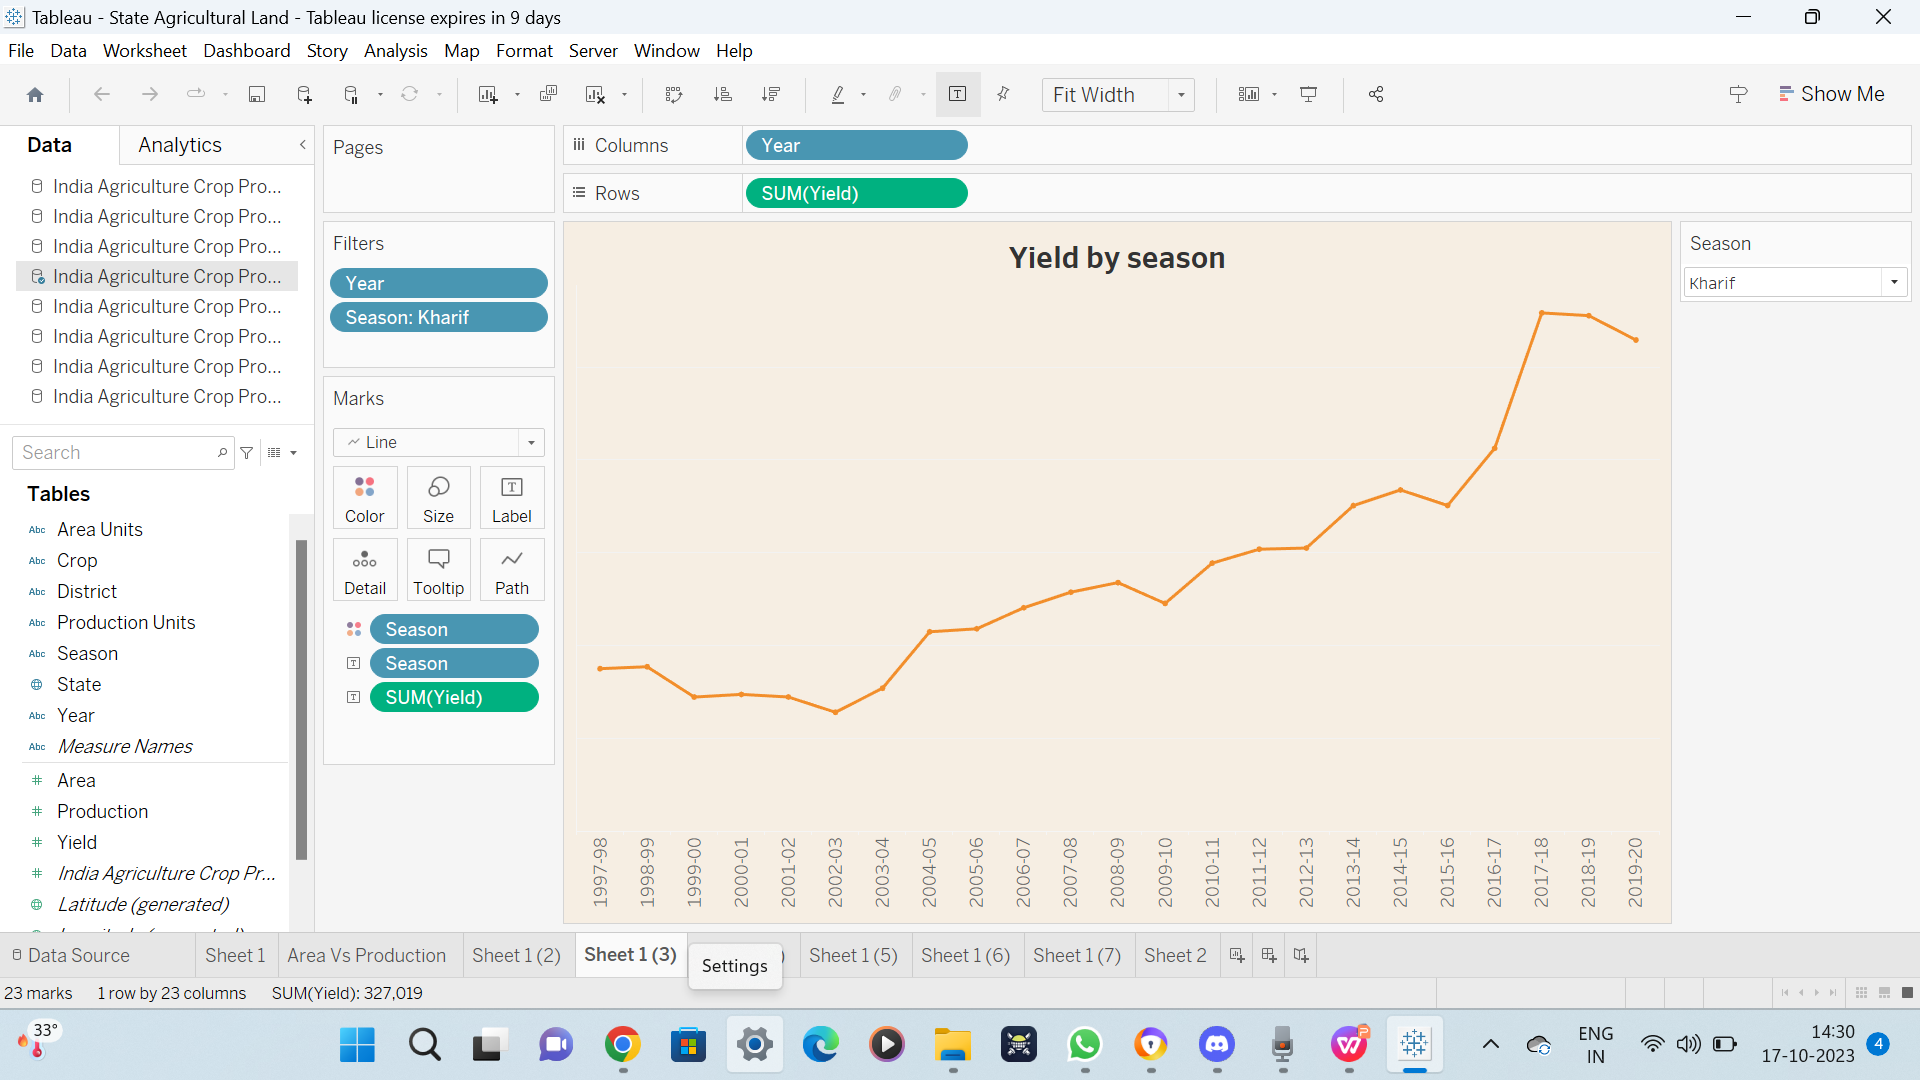 Tableau - State Agricultural Land - Tableau license expires in 9 days
File Data Worksheet Dashboard Story Analysis Map Format Server Window Help
Fit Width
Show Me
Data
Analytics
India Agriculture Crop Pro...
India Agriculture Crop Pro...
India Agriculture Crop Pro...
India Agriculture Crop Pro...
India Agriculture Crop Pro...
India Agriculture Crop Pro...
India Agriculture Crop Pro...
India Agriculture Crop Pro...
Search
Tables
Abc Area Units
Abc Crop
Abc District
Abc Production Units
Abc Season
State
Abc Year
Abc Measure Names
# Area
# Production
# Yield
# India Agriculture Crop Pr...
Latitude (generated)
Pages
Filters
Year
Season: Kharif
Marks
Line
Color
Size
Label
Detail
Tooltip
Path
Season
Season
SUM(Yield)
Columns
Year
Rows
SUM(Yield)
Yield by season
1997-98
1998-99
1999-00
2000-01
2001-02
2002-03
2003-04
2004-05
2005-06
2006-07
2007-08
2008-09
2009-10
2010-11
2011-12
2012-13
2013-14
2014-15
2015-16
2016-17
2017-18
2018-19
2019-20
Season
Kharif
Data Source
Sheet 1
Area Vs Production
Sheet 1 (2)
Sheet 1 (3)
Settings
Sheet 1 (5)
Sheet 1 (6)
Sheet 1 (7)
Sheet 2
23 marks
1 row by 23 columns
SUM(Yield): 327,019
33°
ENG
IN
14:30
17-10-2023
4